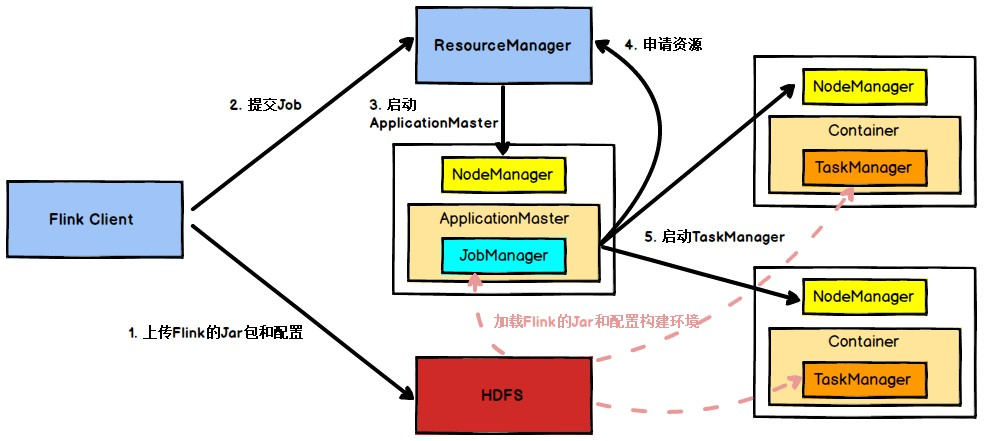 ResourceManager
4. 申请资源
2. 提交Job
3. 启动
ApplicationMaster
NodeManager
Container
TaskManager
NodeManager
ApplicationMaster
JobManager
Flink Client
5. 启动TaskManager
NodeManager
Container
TaskManager
加载Flink的Jar和配置构建环境
1. 上传Flink的Jar包和配置
HDFS